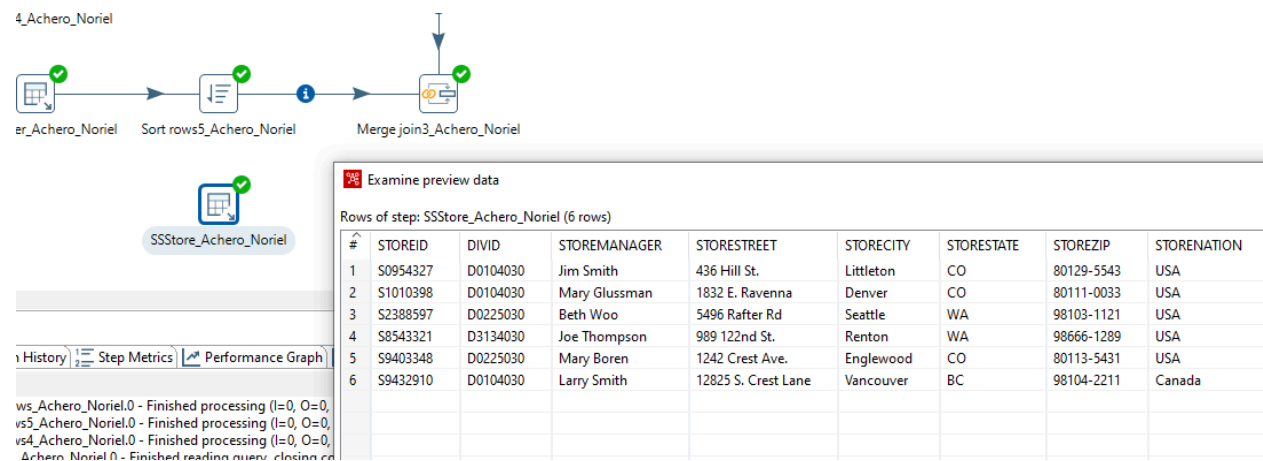 4_Achero_Noriel
er_Achero_Noriel Sort rows5_Achero_Noriel Merge join3_Achero_Noriel
SSStore_Achero_Noriel
Examine preview data
Rows of step: SSStore_Achero_Noriel (6 rows)
# STOREID DIVID STOREMANAGER STORESTREET STORECITY STORESTATE STOREZIP STORENATION
1 S0954327 D0104030 Jim Smith 436 Hill St. Littleton CO 80129-5543 USA
2 S1010398 D0104030 Mary Glussman 1832 E. Ravenna Denver CO 80111-0033 USA
3 S2388597 D0225030 Beth Woo 5496 Rafter Rd Seattle WA 98103-1121 USA
4 S8543321 D3134030 Joe Thompson 989 122nd St. Renton WA 98666-1289 USA
5 S9403348 D0225030 Mary Boren 1242 Crest Ave. Englewood CO 80113-5431 USA
6 S9432910 D0104030 Larry Smith 12825 S. Crest Lane Vancouver BC 98104-2211 Canada
n History Step Metrics Performance Graph
ws_Achero_Noriel.0 - Finished processing (I=0, O=0,
vs5_Achero_Noriel.0 - Finished processing (I=0, O=0,
vs4_Achero_Noriel.0 - Finished processing (I=0, O=0,
_Achero_Noriel.0 - Finished reading query, closing co